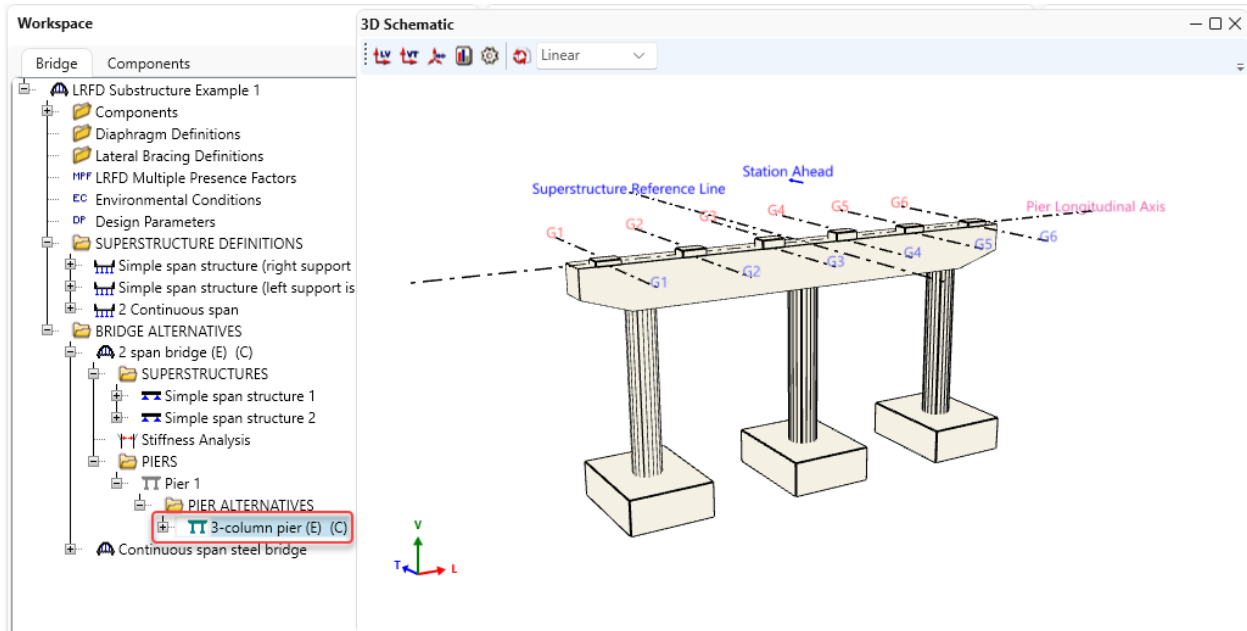 Workspace
Bridge
Components
LRFD Substructure Example 1
Components
Diaphragm Definitions
Lateral Bracing Definitions
MPF LRFD Multiple Presence Factors
EC Environmental Conditions
DP Design Parameters
SUPERSTRUCTURE DEFINITIONS
Simple span structure (right support
Simple span structure (left support is
2 Continuous span
BRIDGE ALTERNATIVES
2 span bridge (E) (C)
SUPERSTRUCTURES
Simple span structure 1
Simple span structure 2
Stiffness Analysis
PIERS
Pier 1
PIER ALTERNATIVES
3-column pier (E) (C)
Continuous span steel bridge
3D Schematic
LV
VT
Linear
Station Ahead
Superstructure Reference Line
Pier Longitudinal Axis
G1
G2
G3
G4
G5
G6
G1
G2
G3
G4
G5
G6
V
T
L